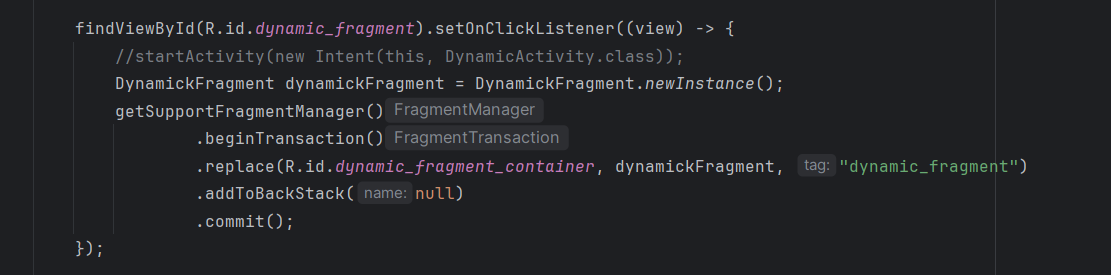 findViewById(R.id.dynamic_fragment).setOnClickListener((view) -> {
//startActivity(new Intent(this, DynamicActivity.class));
DynamickFragment dynamickFragment = DynamickFragment.newInstance();
getSupportFragmentManager() FragmentManager
.beginTransaction() FragmentTransaction
.replace(R.id.dynamic_fragment_container, dynamickFragment, tag: "dynamic_fragment")
.addToBackStack( name: null)
.commit();
});